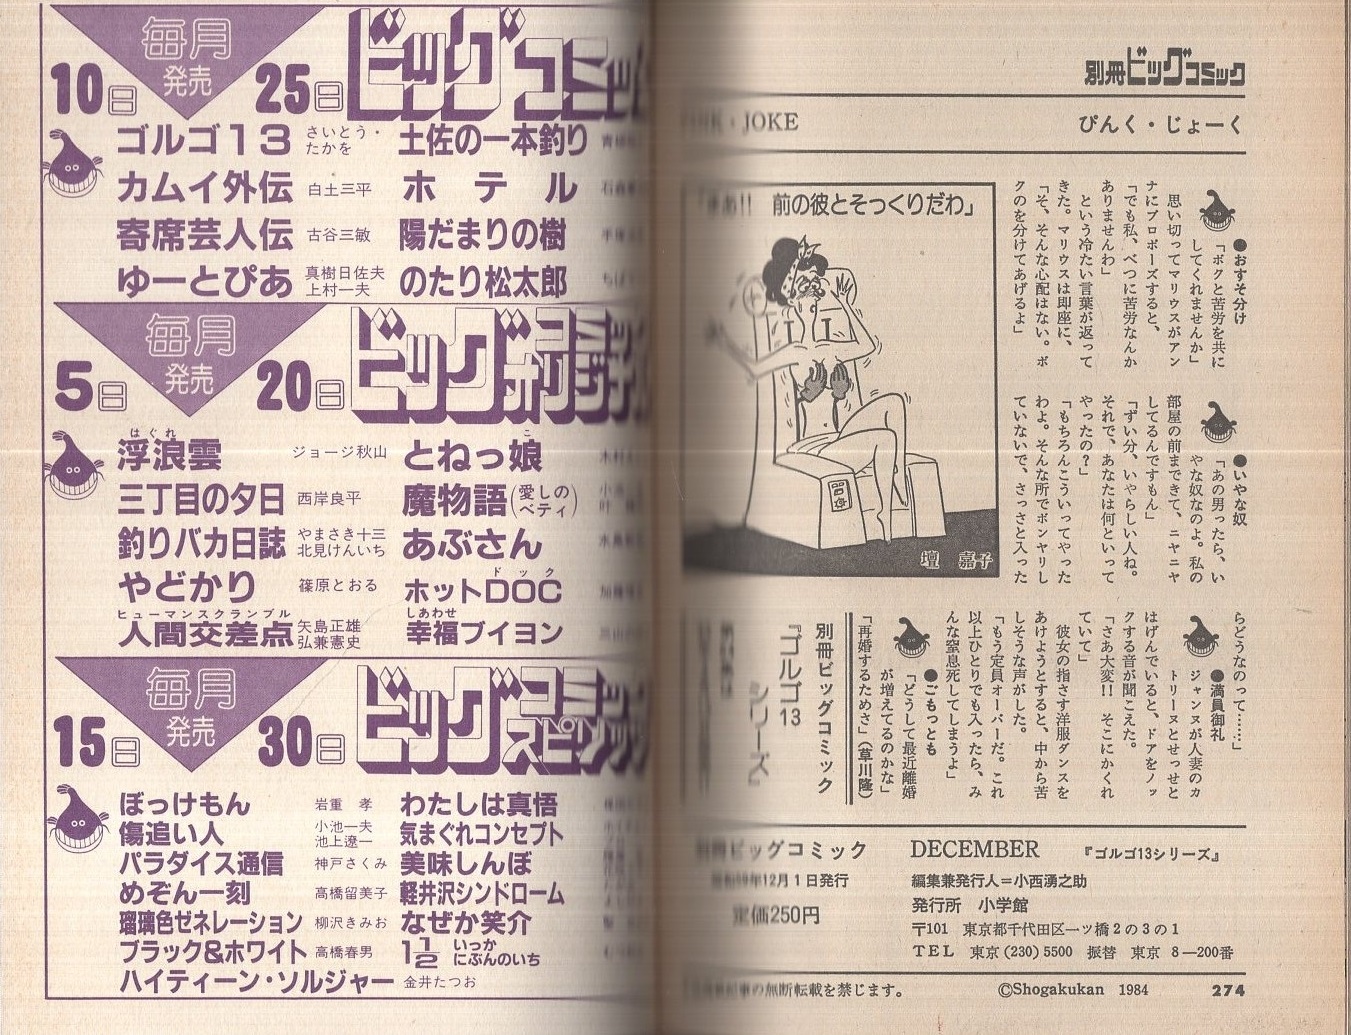 毎月
発売
10日
25日
ビッグコミック
ゴルゴ13
さいとう・
たかを
土佐の一本釣り
カムイ外伝
白土三平
ホテル
寄席芸人伝
古谷三敏
陽だまりの樹
ゆーとぴあ
真樹日佐夫
上村一夫
のたり松太郎
毎月
発売
5日
20日
ビッグコミック
オリジナル
はぐれ
浮浪雲
ジョージ秋山
とねっ娘
こ
三丁目の夕日
西岸良平
魔物語(愛しのベティ)
釣りバカ日誌
やまさき十三
北見けんいち
あぶさん
やどかり
篠原とおる
ドック
ホットDOC
ヒューマンスクランブル
人間交差点
矢島正雄
弘兼憲史
しあわせ
幸福ブイヨン
毎月
発売
15日
30日
ビッグコミック
スピリッツ
ぼっけもん
岩重 孝
わたしは真悟
傷追い人
小池一夫
池上遼一
気まぐれコンセプト
パラダイス通信
神戸さくみ
美味しんぼ
めぞん一刻
高橋留美子
軽井沢シンドローム
瑠璃色ゼネレーション
柳沢きみお
なぜか笑介
ブラック&ホワイト
高橋春男
1 1/2
いっか
にぶんのいち
ハイティーン・ソルジャー
金井たつお
別冊ビッグコミック
JOKE
ぴんく・じょーく
前の彼とそっくりだわ」
壇 嘉子
●おすそ分け
「ボクと苦労を共に
してくれませんか」
思い切ってマリウスがアン
ナにプロポーズすると、
「でも私、べつに苦労なんか
ありませんわ」
という冷たい言葉が返って
きた。マリウスは即座に、
「そ、そんな心配はない。ボ
クのを分けてあげるよ」
●いやな奴
「あの男ったら、い
やな奴なのよ。私の
部屋の前まできて、ニヤニヤ
してるんですもん」
「ずい分、いやらしい人ね。
それで、あなたは何といって
やったの?」
「もちろんこういってやった
わよ。そんな所でボンヤリし
ていないで、さっさと入った
らどうなのって……」
●満員御礼
ジャンヌが人妻のカ
トリーヌとせっせと
はげんでいると、ドアをノッ
クする音が聞こえた。
「さあ大変!! そこにかくれ
ていて」
彼女の指さす洋服ダンスを
あけようとすると、中から苦
しそうな声がした。
「もう定員オーバーだ。これ
以上ひとりでも入ったら、み
んな窒息死してしまうよ」
●ごもっとも
「どうして最近離婚
が増えてるのかな」
「再婚するためさ」(草川隆)
別冊ビッグコミック
『ゴルゴ13
シリーズ』
別冊ビッグコミック
DECEMBER
『ゴルゴ13シリーズ』
年12月1日発行
定価250円
編集兼発行人=小西湧之助
発行所 小学館
〒101 東京都千代田区一ツ橋2の3の1
TEL 東京(230)5500 振替 東京 8―200番
の無断転載を禁じます。
©Shogakukan 1984
274